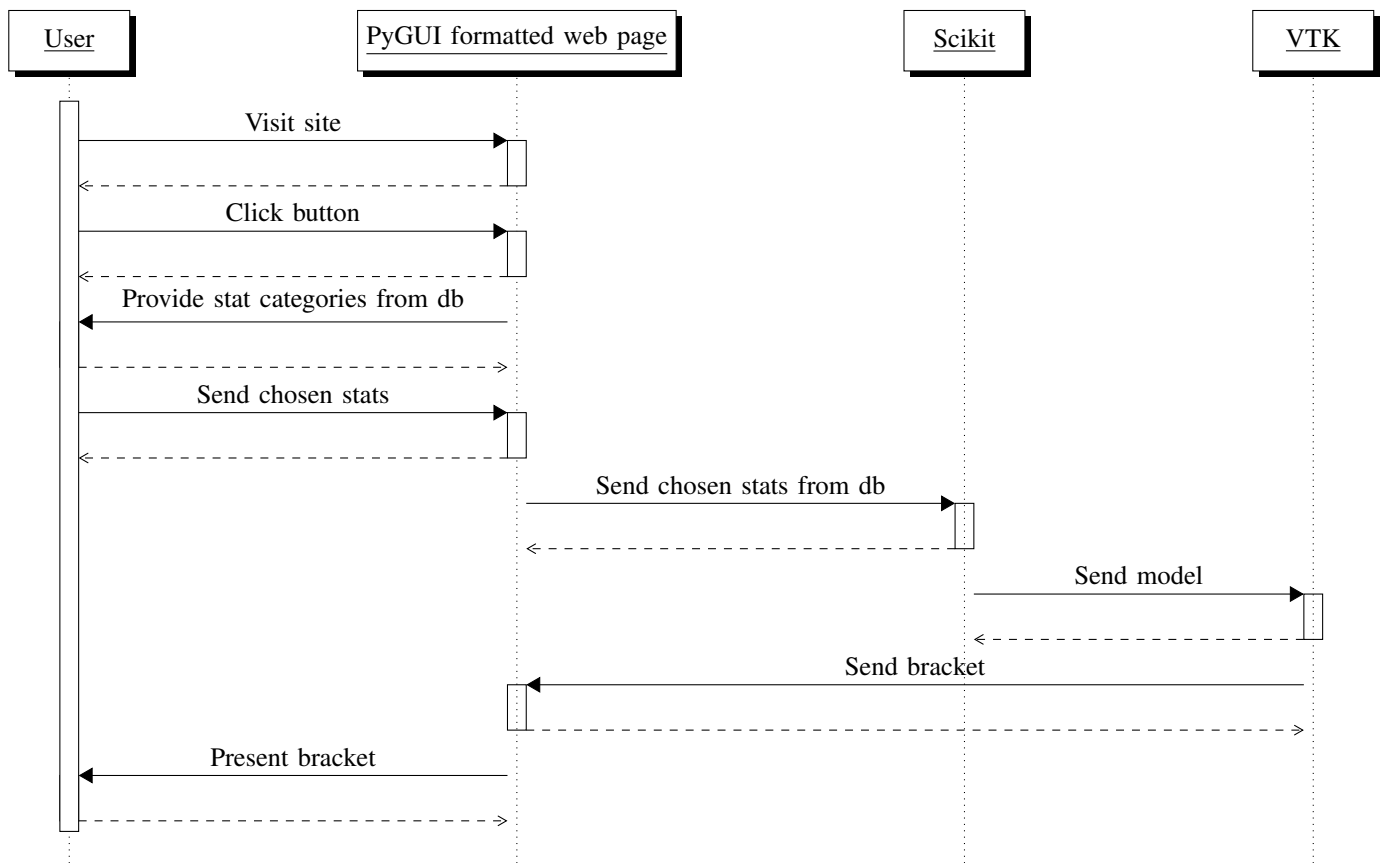 User
PyGUI formatted web page
Scikit
VTK
Visit site
Click button
Provide stat categories from db
Send chosen stats
Send chosen stats from db
Send model
Send bracket
Present bracket